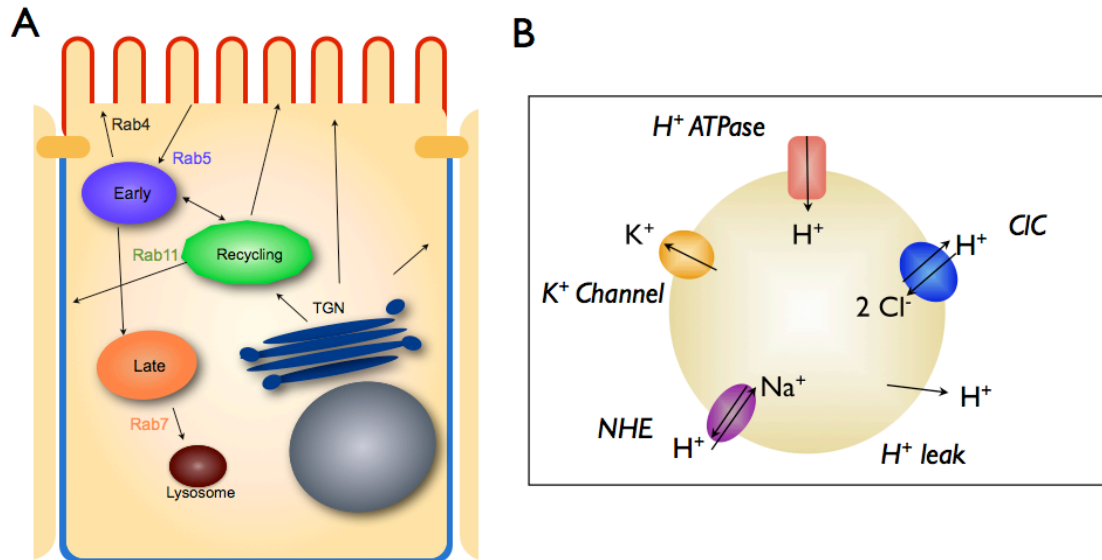 A
Rab4
Rab5
Early
Rab11
Recycling
TGN
Late
Rab7
Lysosome
B
H⁺ ATPase
H⁺
K⁺
K⁺ Channel
H⁺
ClC
2 Cl⁻
Na⁺
NHE
H⁺
H⁺
H⁺ leak